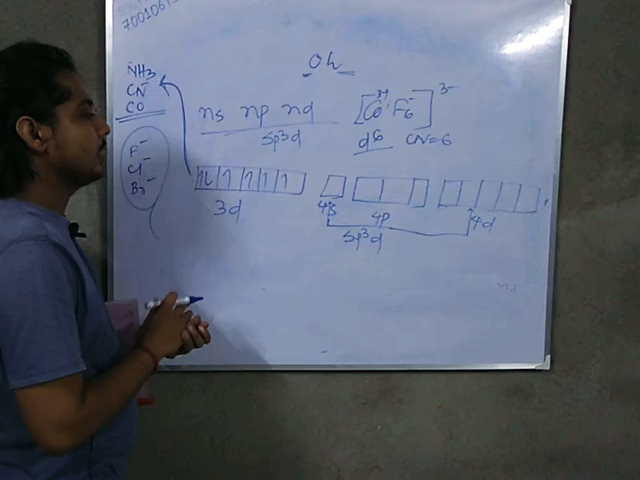 Oh
NH3
CN-
CO
F-
Cl-
Br-
ns np nd
sp3d
[Co3+ F6-]3-
d6 CN=6
3d
4s
4p
4d
sp3d